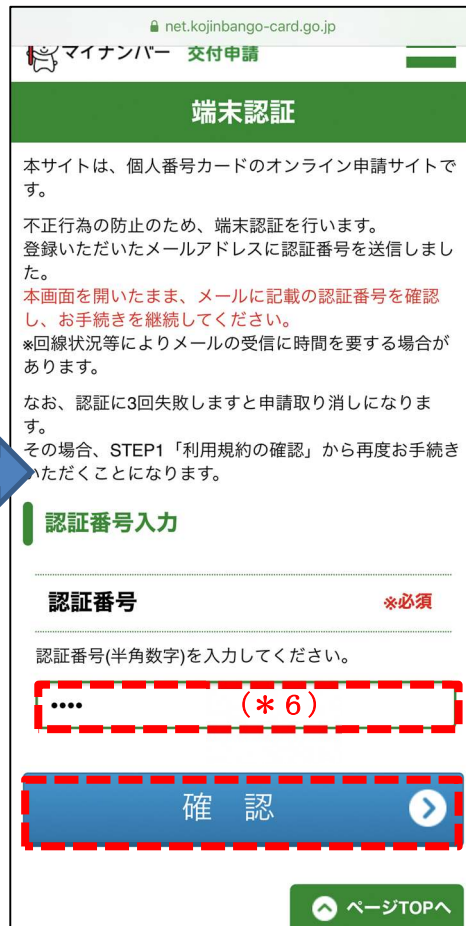 net.kojinbango-card.go.jp
マイナンバー 交付申請
端末認証
本サイトは、個人番号カードのオンライン申請サイトで
す。
不正行為の防止のため、端末認証を行います。
登録いただいたメールアドレスに認証番号を送信しまし
た。
本画面を開いたまま、メールに記載の認証番号を確認
し、お手続きを継続してください。
※回線状況等によりメールの受信に時間を要する場合が
あります。
なお、認証に3回失敗しますと申請取り消しになりま
す。
その場合、STEP1「利用規約の確認」から再度お手続き
いただくことになります。
認証番号入力
認証番号 ※必須
認証番号(半角数字)を入力してください。
•••• (＊6)
確 認
ページTOPへ